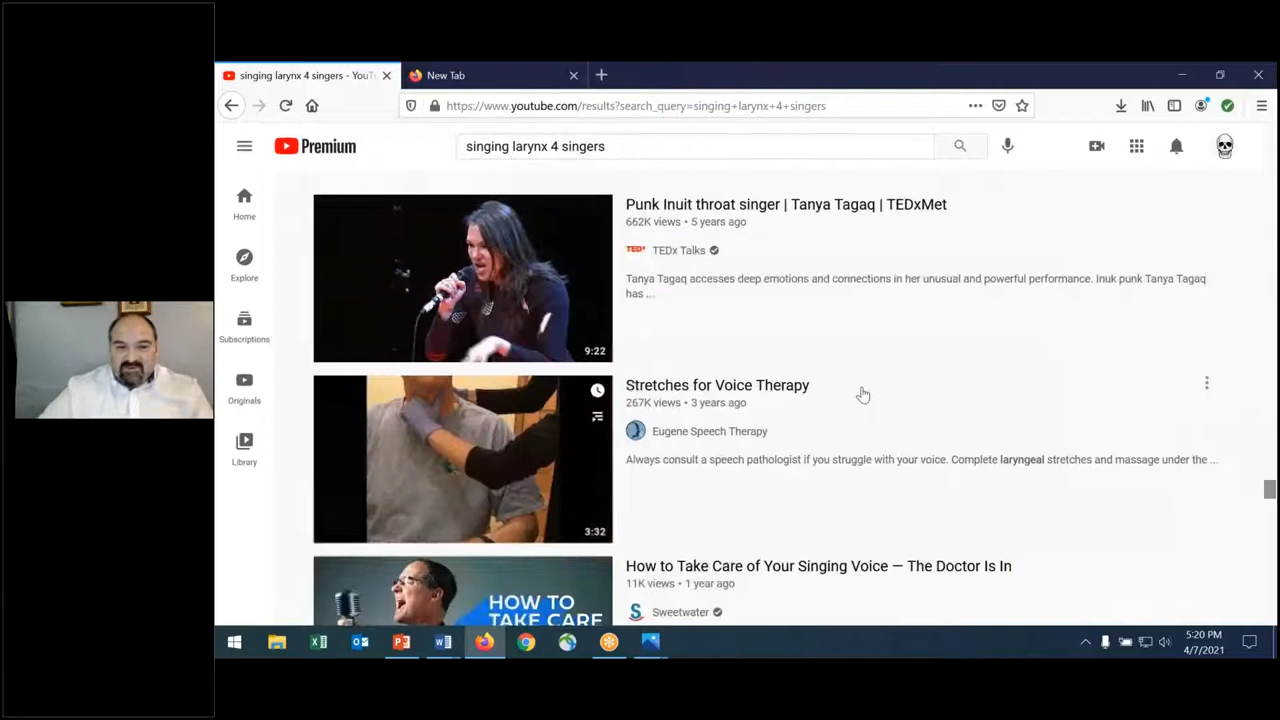 singing larynx 4 singers - YouT
New Tab
https://www.youtube.com/results?search_query=singing+larynx+4+singers
Premium
singing larynx 4 singers
Home
Explore
Subscriptions
Originals
Library
9:22
Punk Inuit throat singer | Tanya Tagaq | TEDxMet
662K views • 5 years ago
TEDx TEDx Talks
Tanya Tagaq accesses deep emotions and connections in her unusual and powerful performance. Inuk punk Tanya Tagaq
has ...
3:32
Stretches for Voice Therapy
267K views • 3 years ago
Eugene Speech Therapy
Always consult a speech pathologist if you struggle with your voice. Complete laryngeal stretches and massage under the ...
HOW TO
TAKE CARE
How to Take Care of Your Singing Voice — The Doctor Is In
11K views • 1 year ago
Sweetwater
5:20 PM
4/7/2021